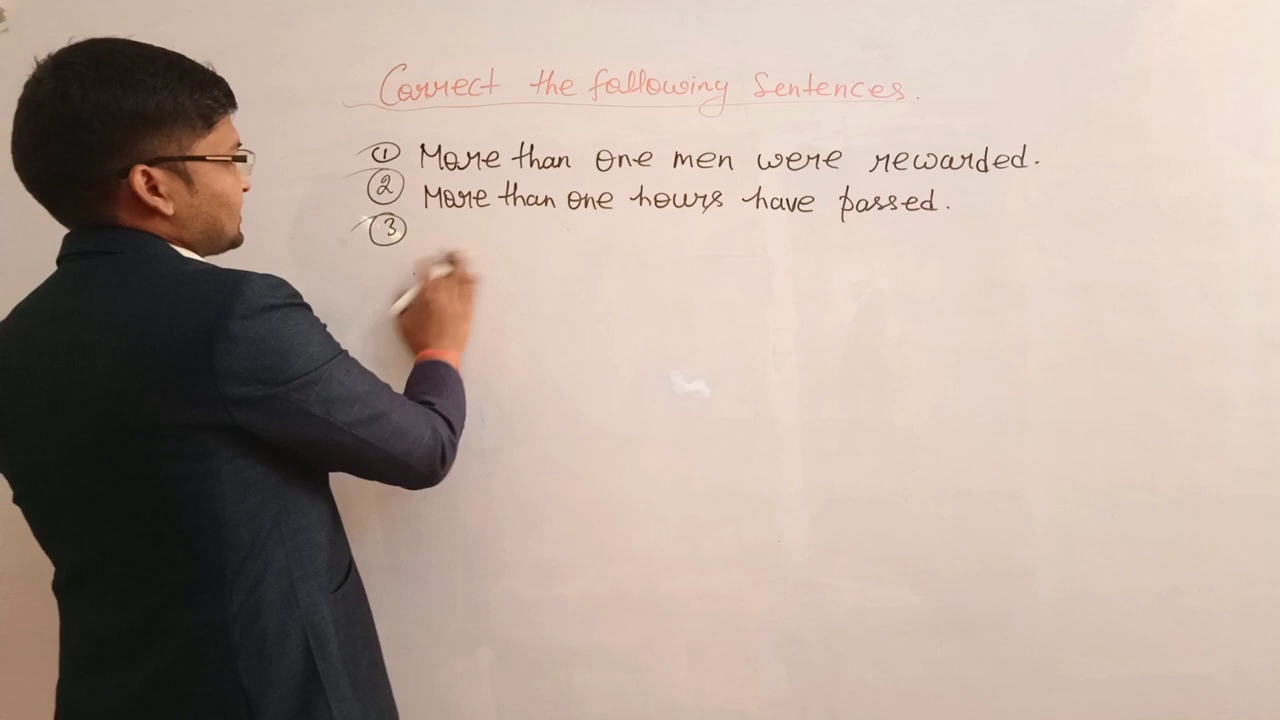 Correct the following Sentences.
① More than one men were rewarded.
② More than one hours have passed.
③